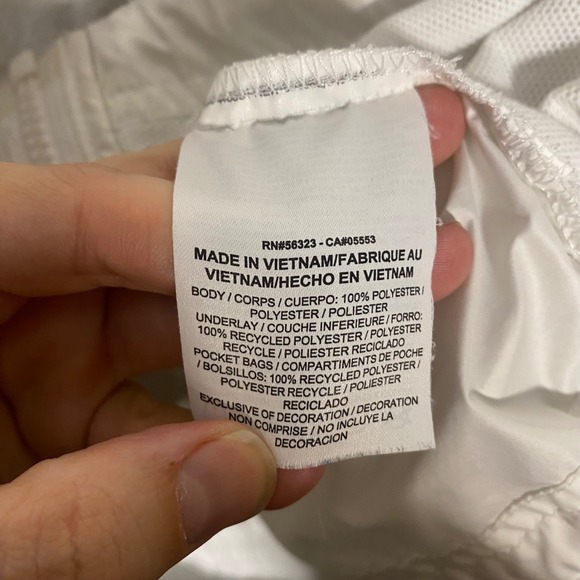 RN#56323 - CA#05553
MADE IN VIETNAM/FABRIQUE AU
VIETNAM/HECHO EN VIETNAM
BODY / CORPS / CUERPO: 100% POLYESTER /
POLYESTER / POLIESTER
UNDERLAY / COUCHE INFERIEURE / FORRO:
100% RECYCLED POLYESTER / POLYESTER
RECYCLE / POLIESTER RECICLADO
POCKET BAGS / COMPARTIMENTS DE POCHE
/ BOLSILLOS: 100% RECYCLED POLYESTER /
POLYESTER RECYCLE / POLIESTER
RECICLADO
EXCLUSIVE OF DECORATION / DECORATION
NON COMPRISE / NO INCLUYE LA
DECORACION